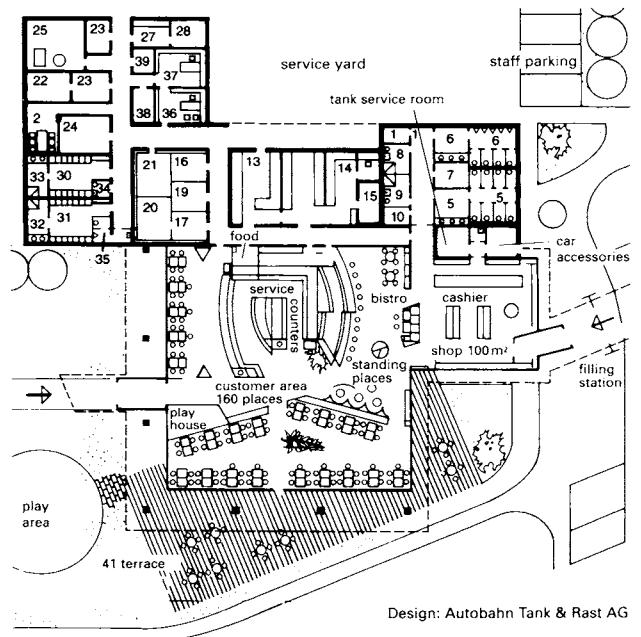 25
23
27
28
39
37
22
23
38
36
2
24
33
30
34
32
31
35
service yard
staff parking
tank service room
21
16
19
20
17
13
14
15
1
1
8
9
10
6
6
7
5
5
food
service
counters
bistro
cashier
car
accessories
shop 100 m²
filling
station
standing
places
customer area
160 places
play
house
play
area
41 terrace
Design: Autobahn Tank & Rast AG